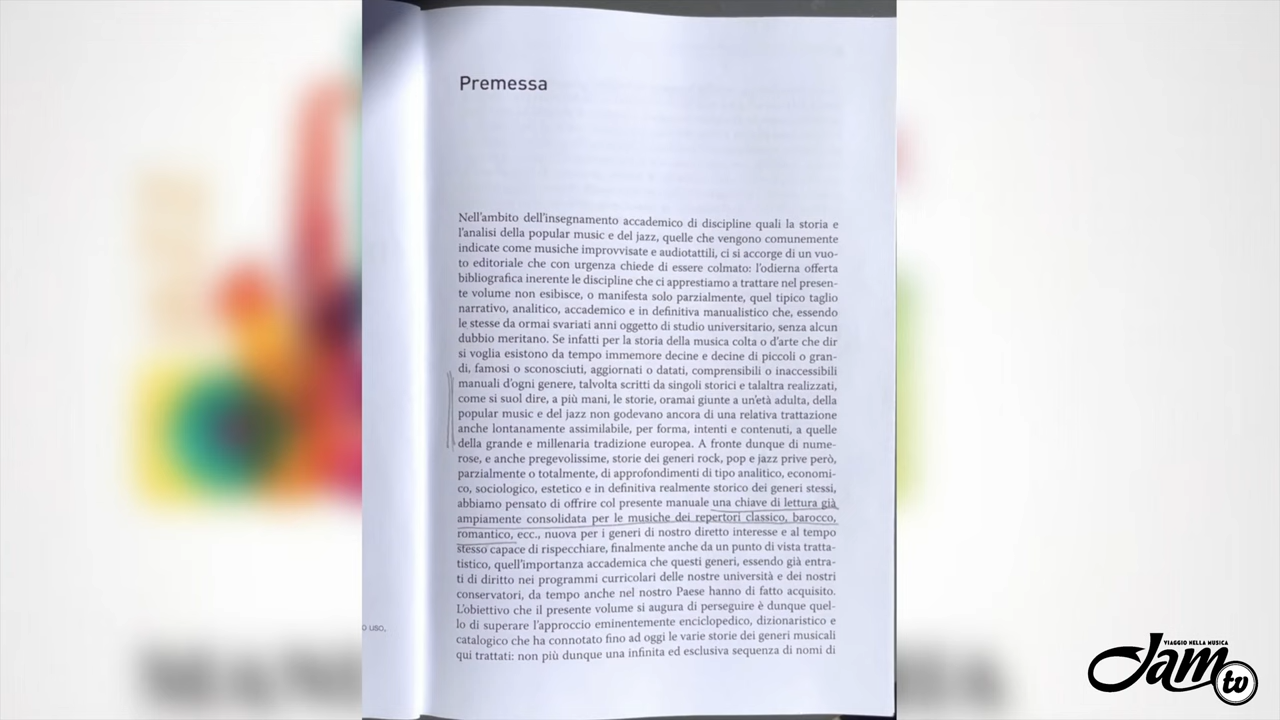 Premessa
Nell'ambito dell'insegnamento accademico di discipline quali la storia e
l'analisi della popular music e del jazz, quelle che vengono comunemente
indicate come musiche improvvisate e audiotattili, ci si accorge di un vuo-
to editoriale che con urgenza chiede di essere colmato: l'odierna offerta
bibliografica inerente le discipline che ci apprestiamo a trattare nel presen-
te volume non esibisce, o manifesta solo parzialmente, quel tipico taglio
narrativo, analitico, accademico e in definitiva manualistico che, essendo
le stesse da ormai svariati anni oggetto di studio universitario, senza alcun
dubbio meritano. Se infatti per la storia della musica colta o d'arte che dir
si voglia esistono da tempo immemore decine e decine di piccoli o gran-
di, famosi o sconosciuti, aggiornati o datati, comprensibili o inaccessibili
manuali d'ogni genere, talvolta scritti da singoli storici e talaltra realizzati,
come si suol dire, a più mani, le storie, oramai giunte a un'età adulta, della
popular music e del jazz non godevano ancora di una relativa trattazione
anche lontanamente assimilabile, per forma, intenti e contenuti, a quelle
della grande e millenaria tradizione europea. A fronte dunque di nume-
rose, e anche pregevolissime, storie dei generi rock, pop e jazz prive però,
parzialmente o totalmente, di approfondimenti di tipo analitico, economi-
co, sociologico, estetico e in definitiva realmente storico dei generi stessi,
abbiamo pensato di offrire col presente manuale una chiave di lettura già
ampiamente consolidata per le musiche dei repertori classico, barocco,
romantico, ecc., nuova per i generi di nostro diretto interesse e al tempo
stesso capace di rispecchiare, finalmente anche da un punto di vista tratta-
tistico, quell'importanza accademica che questi generi, essendo già entra-
ti di diritto nei programmi curricolari delle nostre università e dei nostri
conservatori, da tempo anche nel nostro Paese hanno di fatto acquisito.
L'obiettivo che il presente volume si augura di perseguire è dunque quel-
lo di superare l'approccio eminentemente enciclopedico, dizionaristico e
catalogico che ha connotato fino ad oggi le varie storie dei generi musicali
qui trattati: non più dunque una infinita ed esclusiva sequenza di nomi di
o uso,
VIAGGIO NELLA MUSICA
Jam tv